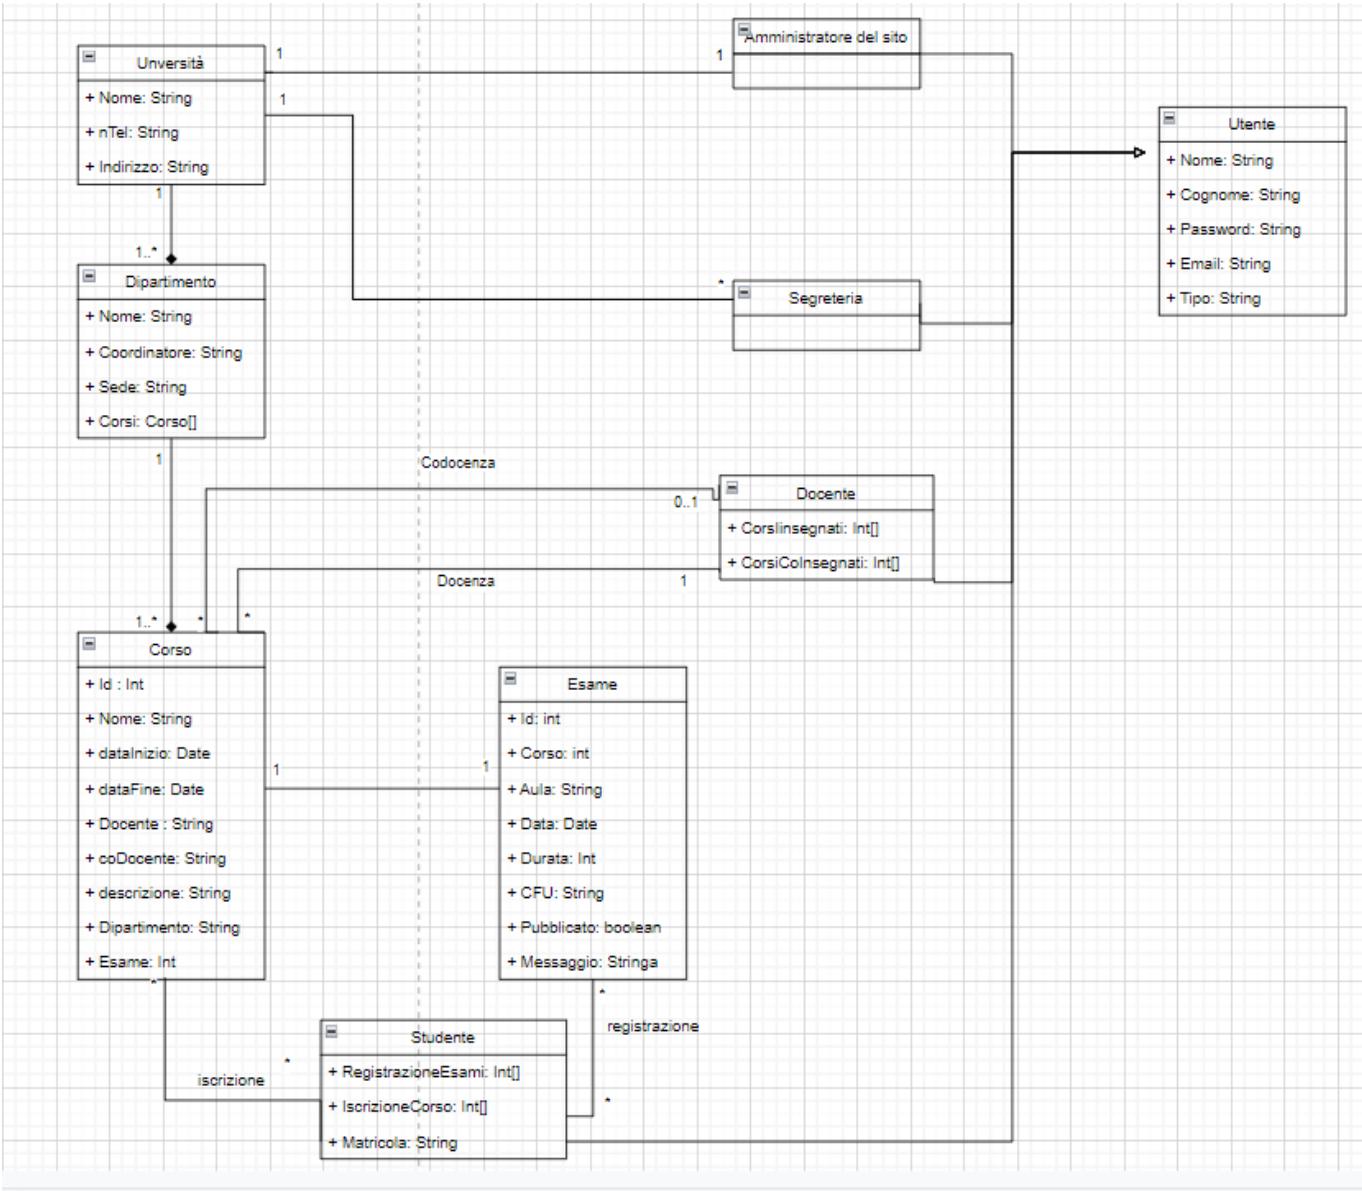 Unversità
+ Nome: String
+ nTel: String
+ Indirizzo: String
1
1
1
1
Amministratore del sito
Utente
+ Nome: String
+ Cognome: String
+ Password: String
+ Email: String
+ Tipo: String
1..*
Dipartimento
+ Nome: String
+ Coordinatore: String
+ Sede: String
+ Corsi: Corso[]
*
Segreteria
1
Codocenza
0..1
Docente
+ CorsIinsegnati: Int[]
+ CorsiCoInsegnati: Int[]
Docenza
1
1..*
*
*
Corso
+ Id : Int
+ Nome: String
+ dataInizio: Date
+ dataFine: Date
+ Docente : String
+ coDocente: String
+ descrizione: String
+ Dipartimento: String
+ Esame: Int
1
1
Esame
+ Id: int
+ Corso: int
+ Aula: String
+ Data: Date
+ Durata: Int
+ CFU: String
+ Pubblicato: boolean
+ Messaggio: Stringa
*
*
registrazione
Studente
+ RegistrazioneEsami: Int[]
+ IscrizioneCorso: Int[]
+ Matricola: String
*
iscrizione
*